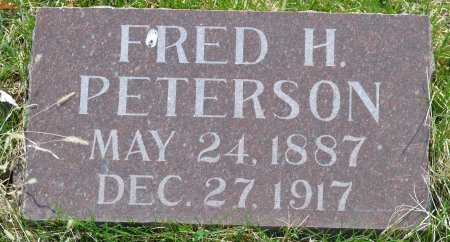 FRED H.
PETERSON
MAY 24, 1887
DEC. 27, 1917